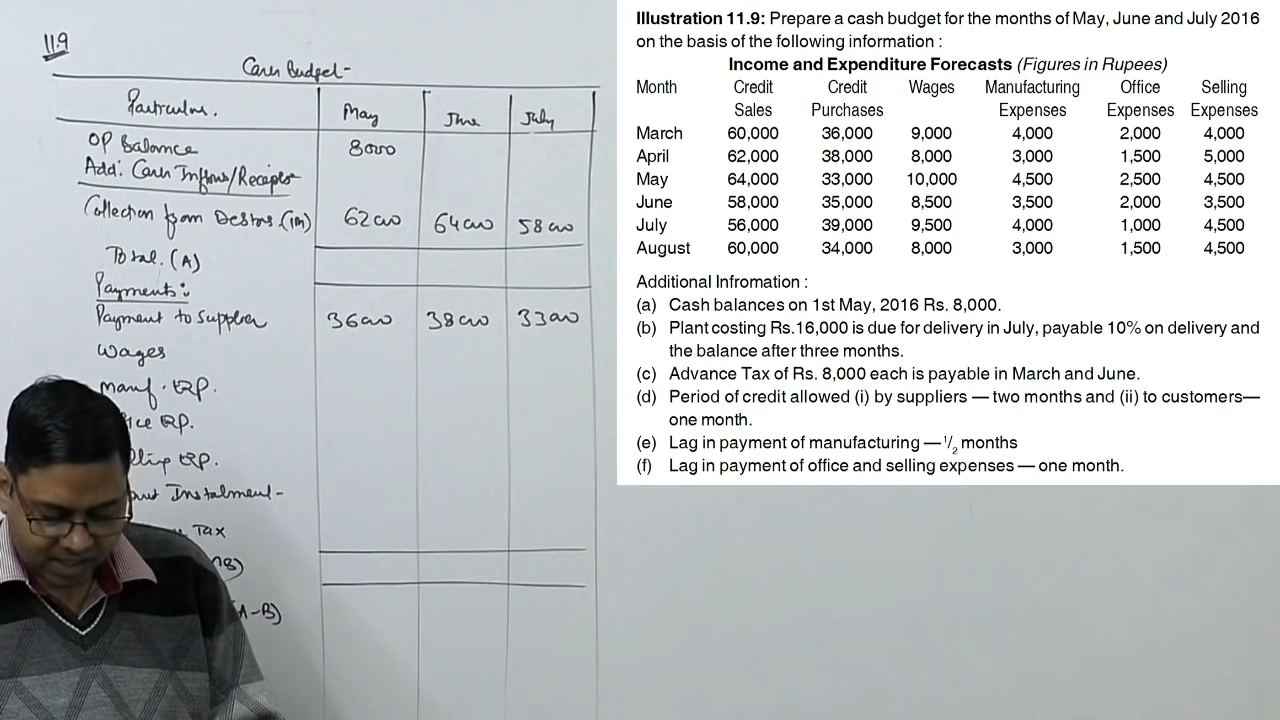 11.9
Cash Budget-
Particulars. May June July
OP Balance 8000
Add: Cash Inflows/Receipts
Collection from Destors.(1m) 62000 64000 58000
Total. (A)
Payments:
Payment to Supplier 36000 38000 33000
Wages
Manf. EXP.
ice EXP.
lling EXP.
Instalment-
Tax
(A-B)
Illustration 11.9: Prepare a cash budget for the months of May, June and July 2016
on the basis of the following information :
Income and Expenditure Forecasts (Figures in Rupees)
Month Credit Credit Wages Manufacturing Office Selling
Sales Purchases Expenses Expenses Expenses
March 60,000 36,000 9,000 4,000 2,000 4,000
April 62,000 38,000 8,000 3,000 1,500 5,000
May 64,000 33,000 10,000 4,500 2,500 4,500
June 58,000 35,000 8,500 3,500 2,000 3,500
July 56,000 39,000 9,500 4,000 1,000 4,500
August 60,000 34,000 8,000 3,000 1,500 4,500
Additional Infromation :
(a) Cash balances on 1st May, 2016 Rs. 8,000.
(b) Plant costing Rs.16,000 is due for delivery in July, payable 10% on delivery and
the balance after three months.
(c) Advance Tax of Rs. 8,000 each is payable in March and June.
(d) Period of credit allowed (i) by suppliers — two months and (ii) to customers—
one month.
(e) Lag in payment of manufacturing — 1/2 months
(f) Lag in payment of office and selling expenses — one month.